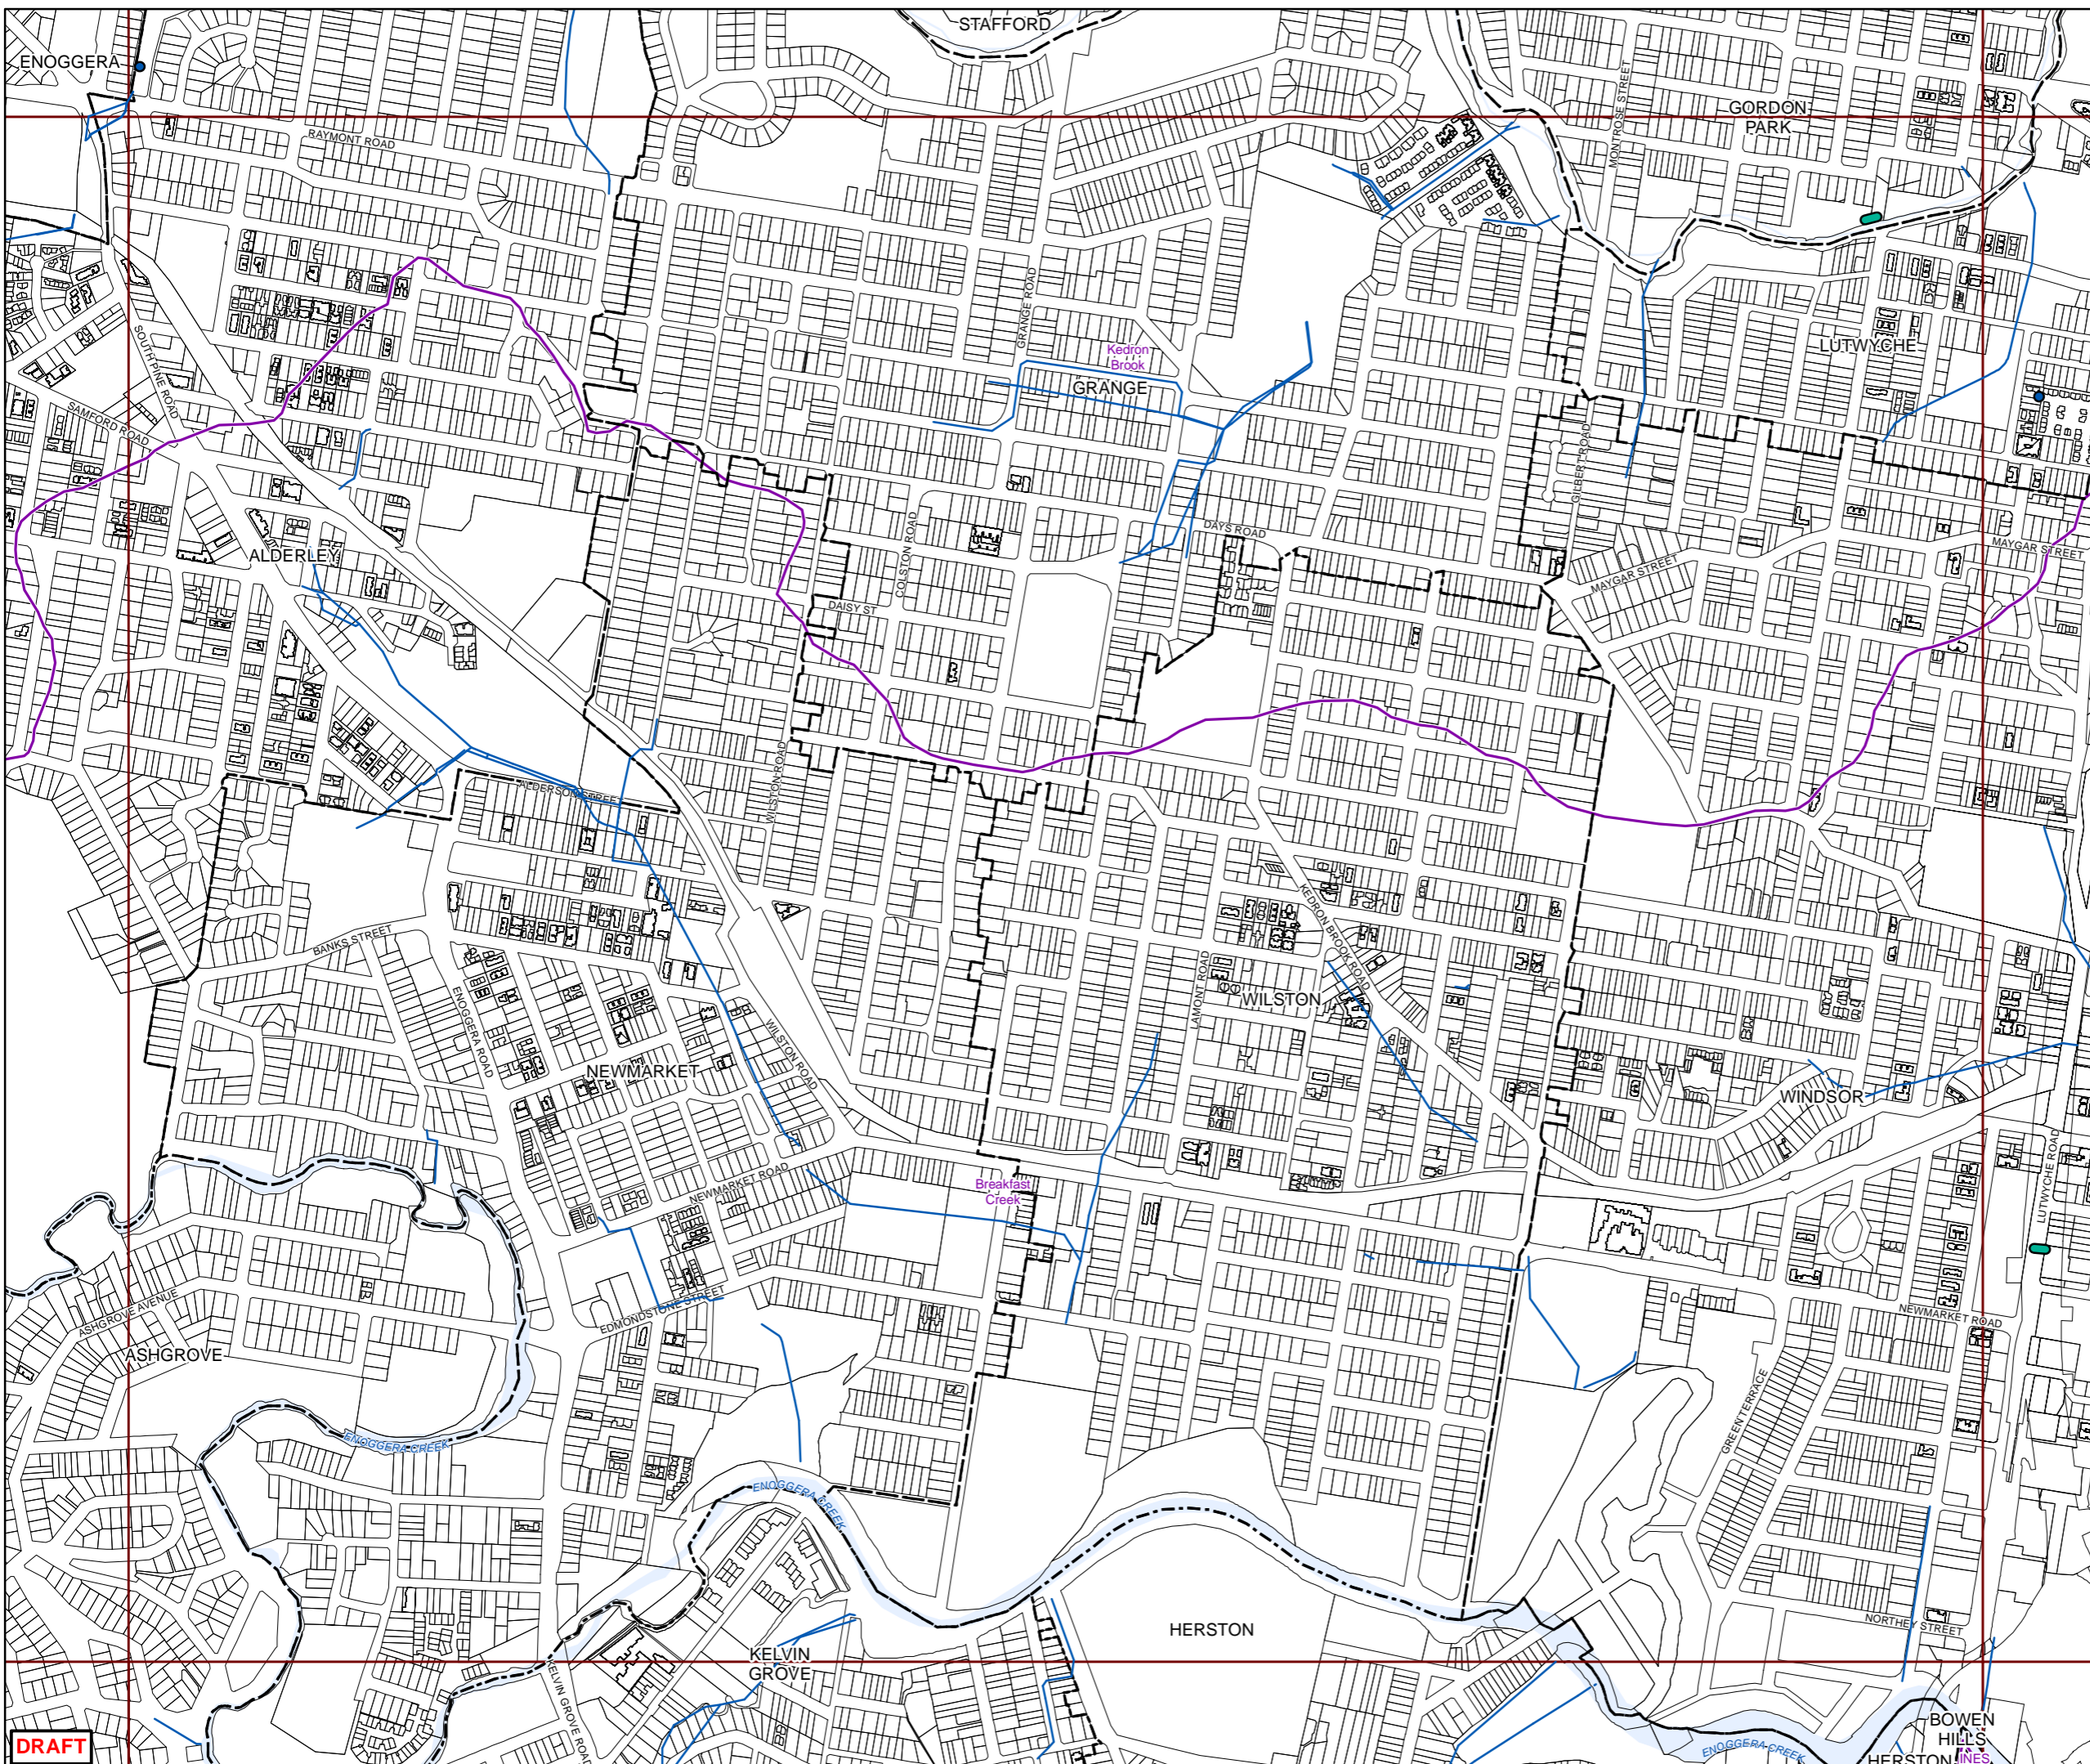 STAFFORD
ENOGGERA
GORDON
PARK
MONTROSE STREET
RAYMONT ROAD
GRANGE ROAD
SOUTH PINE ROAD
Kedron
Brook
LUTWYCHE
GRANGE
SAMFORD ROAD
GILBERT ROAD
DAYS ROAD
COLSTON ROAD
MAYGAR STREET
ALDERLEY
MAYGAR STREET
DAISY ST
WILSTON ROAD
ALDERSON STREET
KEDRON BROOK ROAD
BANKS STREET
ENOGGERA ROAD
WILSTON
WILSTON ROAD
NEWMARKET
WINDSOR
LUTWYCHE ROAD
NEWMARKET ROAD
Breakfast
Creek
ASHGROVE AVENUE
EDMONDSTONE STREET
NEWMARKET ROAD
ASHGROVE
GREEN TERRACE
ENOGGERA CREEK
ENOGGERA CREEK
NORTHEY STREET
HERSTON
KELVIN
GROVE
KELVIN GROVE ROAD
BOWEN
HILLS
DRAFT
ENOGGERA CREEK
HERSTON